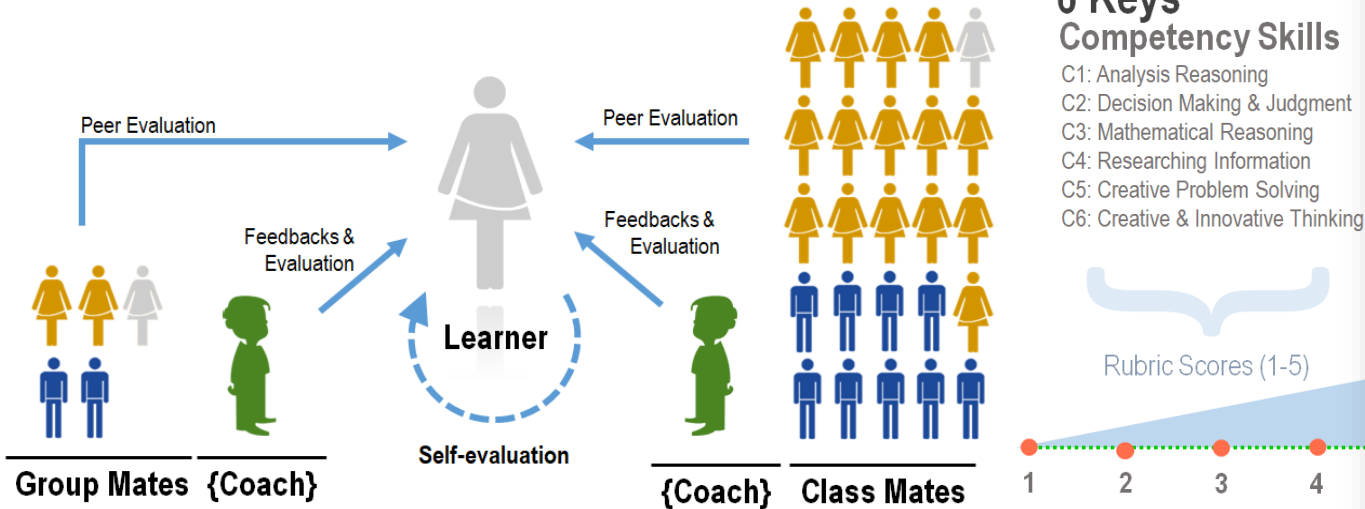 6 Keys
Competency Skills
C1: Analysis Reasoning
C2: Decision Making & Judgment
C3: Mathematical Reasoning
C4: Researching Information
C5: Creative Problem Solving
C6: Creative & Innovative Thinking
Peer Evaluation
Peer Evaluation
Feedbacks &
Evaluation
Feedbacks &
Evaluation
Learner
Self-evaluation
Group Mates
{Coach}
{Coach}
Class Mates
Rubric Scores (1-5)
1
2
3
4